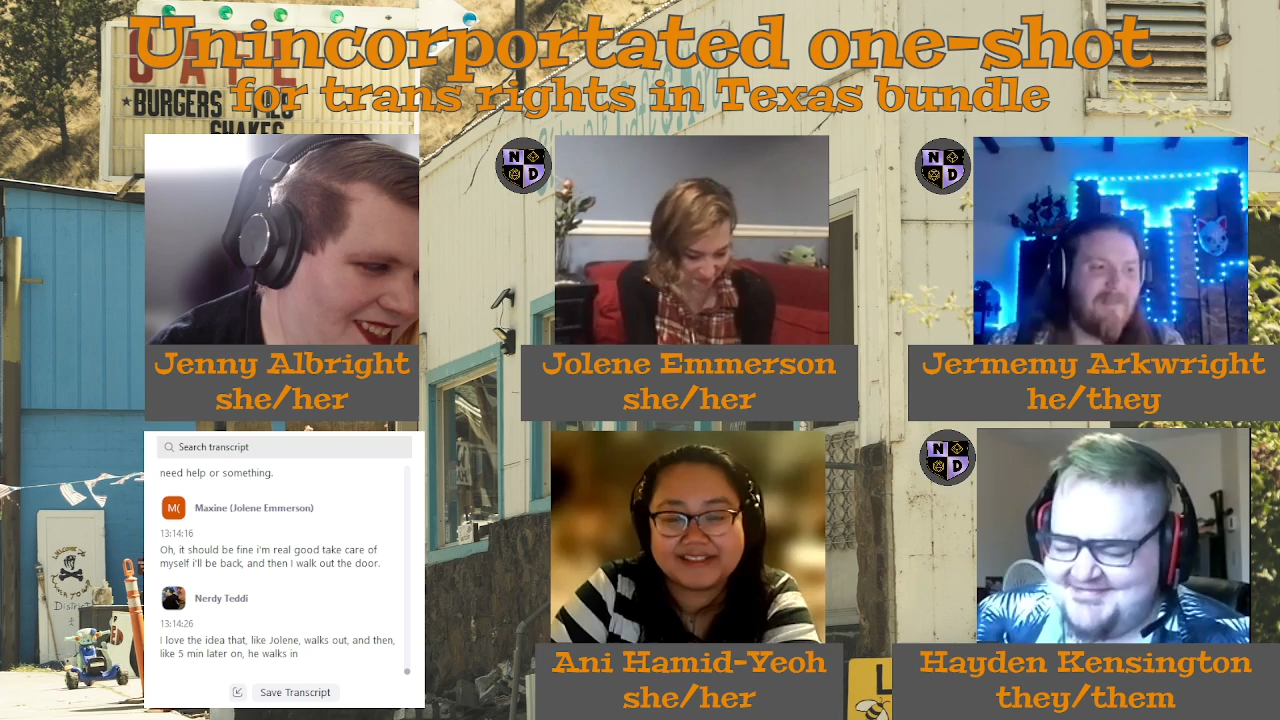 Unincorportated one-shot
for trans rights in Texas bundle
CAFE
★BURGERS PIES
SHAKES
N
D
N
D
Jenny Albright
she/her
Jolene Emmerson
she/her
Jermemy Arkwright
he/they
Search transcript
need help or something.
M(
Maxine (Jolene Emmerson)
13:14:16
Oh, it should be fine i'm real good take care of
myself i'll be back, and then I walk out the door.
Nerdy Teddi
13:14:26
I love the idea that, like Jolene, walks out, and then,
like 5 min later on, he walks in
Save Transcript
N
D
Ani Hamid-Yeoh
she/her
Hayden Kensington
they/them
WELCOME
District
L